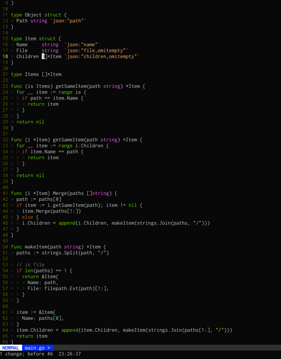 9 }
10
11 type Object struct {
12 Path string `json:"path"`
13 }
14
15 type Item struct {
16 Name string `json:"name"`
17 File string `json:"file,omitempty"`
18 Children []*Item `json:"children,omitempty"`
19 }
20
21 type Items []*Item
22
23 func (is Items) getSameItem(path string) *Item {
24 for _, item := range is {
25 if path == item.Name {
26 return item
27 }
28 }
29 return nil
30 }
31
32 func (i *Item) getSameItem(path string) *Item {
33 for _, item := range i.Children {
34 if item.Name == path {
35 return item
36 }
37 }
38 return nil
39 }
40
41 func (i *Item) Merge(paths []string) {
42 path := paths[0]
43 if item := i.getSameItem(path); item != nil {
44 item.Merge(paths[1:])
45 } else {
46 i.Children = append(i.Children, makeItem(strings.Join(paths, "/")))
47 }
48 }
49
50 func makeItem(path string) *Item {
51 paths := strings.Split(path, "/")
52
53 // is file
54 if len(paths) == 1 {
55 return &Item{
56 Name: path,
57 File: filepath.Ext(path)[1:],
58 }
59 }
60
61 item := &Item{
62 Name: paths[0],
63 }
64 item.Children = append(item.Children, makeItem(strings.Join(paths[1:], "/")))
65 return item
66 }
NORMAL main.go +
1 change; before #6 23:26:37